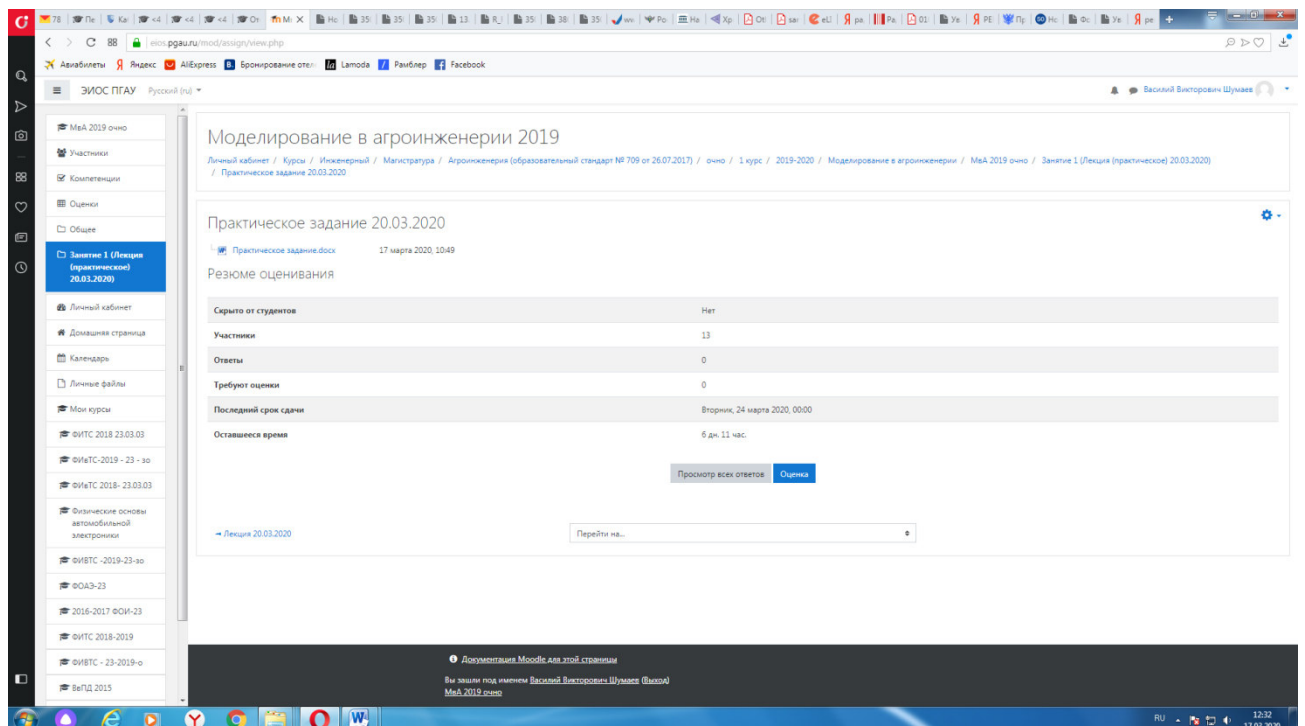 eios.pgau.ru/mod/assign/view.php
Авиабилеты Яндекс AliExpress Бронирование отел Lamoda Рамблер Facebook
ЭИОС ПГАУ Русский (ru)
Василий Викторович Шумаев
МвА 2019 очно
Участники
Компетенции
Оценки
Общее
Занятие 1 (Лекция
(практическое)
20.03.2020)
Личный кабинет
Домашняя страница
Календарь
Личные файлы
Мои курсы
ФИТС 2018 23.03.03
ФИвТС-2019 - 23 - зо
ФИвТС 2018- 23.03.03
Физические основы
автомобильной
электроники
ФИВТС -2019-23-зо
ФОАЭ-23
2016-2017 ФОИ-23
ФИТС 2018-2019
ФИВТС - 23-2019-о
ВвПД 2015
Моделирование в агроинженерии 2019
Личный кабинет / Курсы / Инженерный / Магистратура / Агроинженерия (образовательный стандарт № 709 от 26.07.2017) / очно / 1 курс / 2019-2020 / Моделирование в агроинженерии / МвА 2019 очно / Занятие 1 (Лекция (практическое) 20.03.2020)
/ Практическое задание 20.03.2020
Практическое задание 20.03.2020
Практическое задание.docx 17 марта 2020, 10:49
Резюме оценивания
Скрыто от студентов Нет
Участники 13
Ответы 0
Требуют оценки 0
Последний срок сдачи Вторник, 24 марта 2020, 00:00
Оставшееся время 6 дн. 11 час.
Просмотр всех ответов Оценка
→ Лекция 20.03.2020 Перейти на...
Документация Moodle для этой страницы
Вы зашли под именем Василий Викторович Шумаев (Выход)
МвА 2019 очно
RU 12:32
17.03.2020